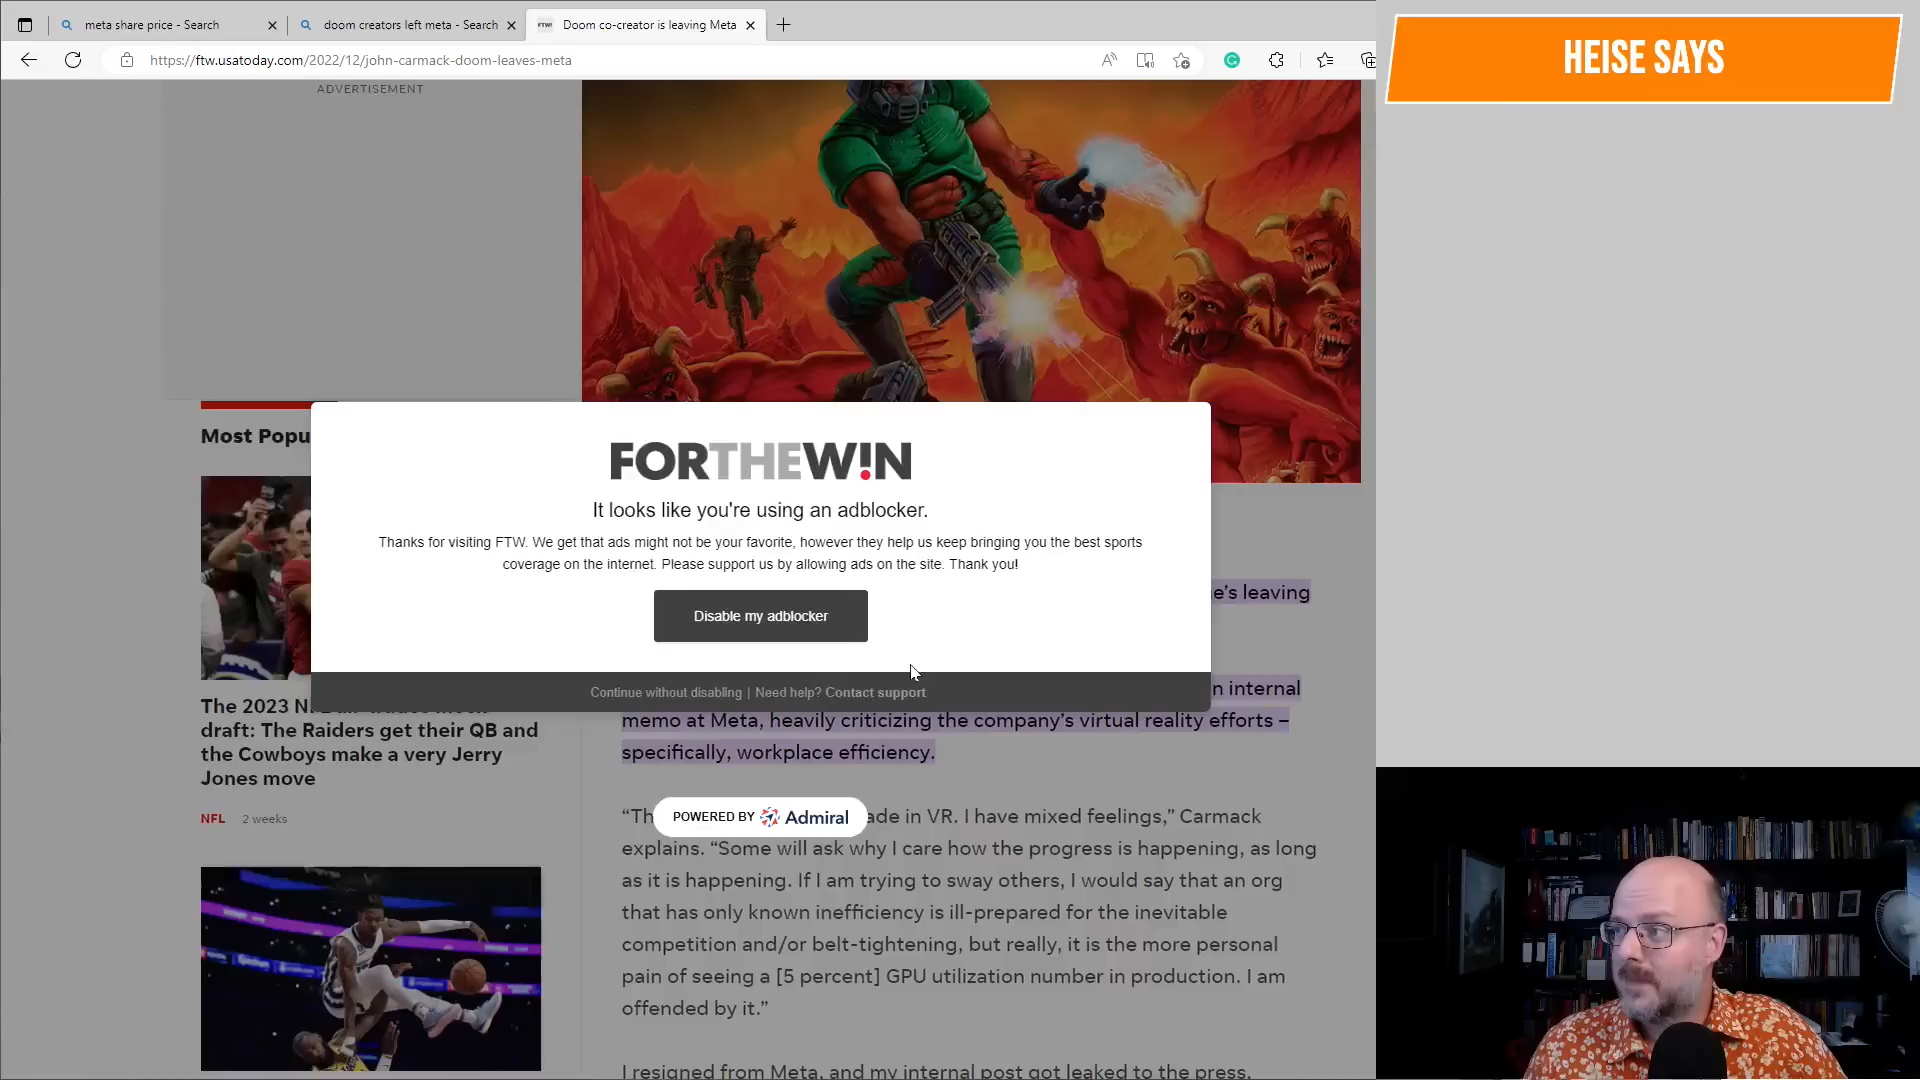 meta share price - Search
doom creators left meta - Search
FTW!
Doom co-creator is leaving Meta
https://ftw.usatoday.com/2022/12/john-carmack-doom-leaves-meta
HEISE SAYS
ADVERTISEMENT
Most Popu
FORTHEW!N
It looks like you're using an adblocker.
Thanks for visiting FTW. We get that ads might not be your favorite, however they help us keep bringing you the best sports
coverage on the internet. Please support us by allowing ads on the site. Thank you!
Disable my adblocker
Continue without disabling | Need help? Contact support
POWERED BY Admiral
The 2023 N
draft: The Raiders get their QB and
the Cowboys make a very Jerry
Jones move
NFL 2 weeks
e's leaving
n internal
memo at Meta, heavily criticizing the company's virtual reality efforts –
specifically, workplace efficiency.
“Th ade in VR. I have mixed feelings,” Carmack
explains. “Some will ask why I care how the progress is happening, as long
as it is happening. If I am trying to sway others, I would say that an org
that has only known inefficiency is ill-prepared for the inevitable
competition and/or belt-tightening, but really, it is the more personal
pain of seeing a [5 percent] GPU utilization number in production. I am
offended by it.”
I resigned from Meta, and my internal post got leaked to the press,